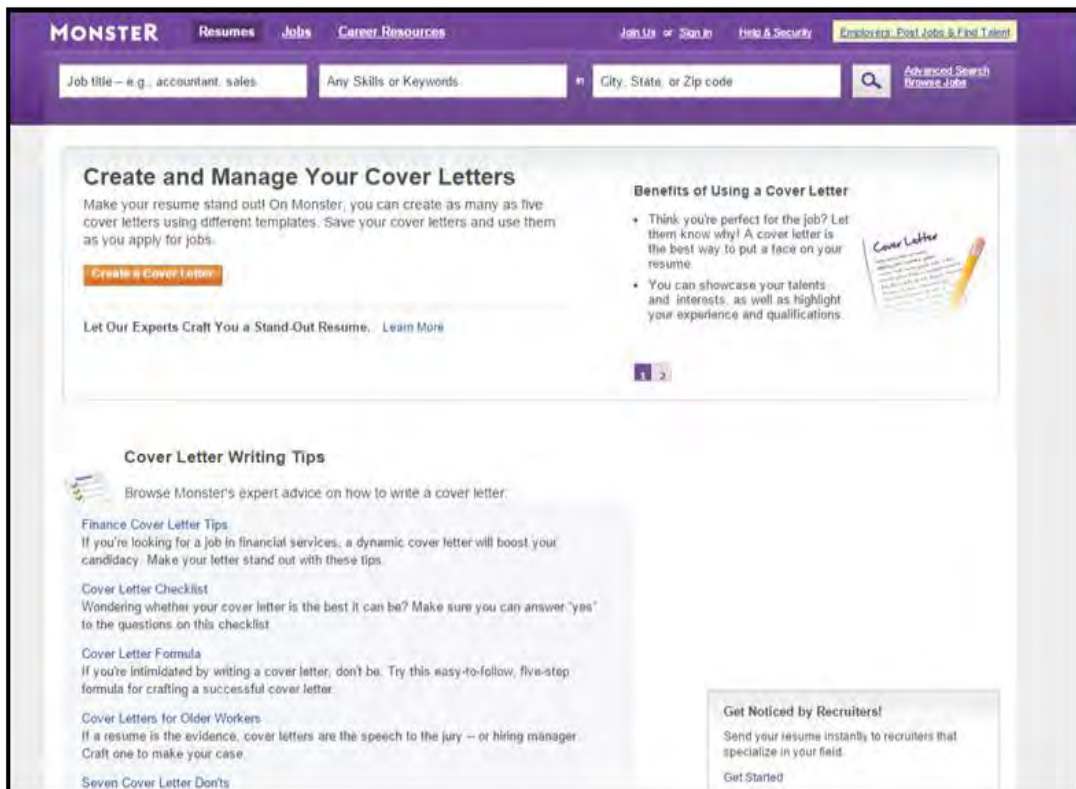 MONSTER Resumes Jobs Career Resources Join Us or Sign In Help & Security Employers: Post Jobs & Find Talent
Job title – e.g., accountant, sales Any Skills or Keywords in City, State, or Zip code Advanced Search
Browse Jobs
Create and Manage Your Cover Letters
Make your resume stand out! On Monster, you can create as many as five
cover letters using different templates. Save your cover letters and use them
as you apply for jobs.
Create a Cover Letter
Let Our Experts Craft You a Stand-Out Resume. Learn More
Benefits of Using a Cover Letter
• Think you're perfect for the job? Let
them know why! A cover letter is
the best way to put a face on your
resume.
• You can showcase your talents
and interests, as well as highlight
your experience and qualifications.
Cover Letter
1 2
Cover Letter Writing Tips
Browse Monster's expert advice on how to write a cover letter:
Finance Cover Letter Tips
If you're looking for a job in financial services, a dynamic cover letter will boost your
candidacy. Make your letter stand out with these tips.
Cover Letter Checklist
Wondering whether your cover letter is the best it can be? Make sure you can answer "yes"
to the questions on this checklist.
Cover Letter Formula
If you're intimidated by writing a cover letter, don't be. Try this easy-to-follow, five-step
formula for crafting a successful cover letter.
Cover Letters for Older Workers
If a resume is the evidence, cover letters are the speech to the jury -- or hiring manager.
Craft one to make your case.
Seven Cover Letter Don'ts
Get Noticed by Recruiters!
Send your resume instantly to recruiters that
specialize in your field.
Get Started